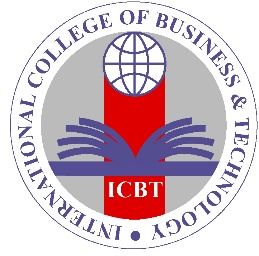 INTERNATIONAL COLLEGE OF BUSINESS & TECHNOLOGY •
ICBT